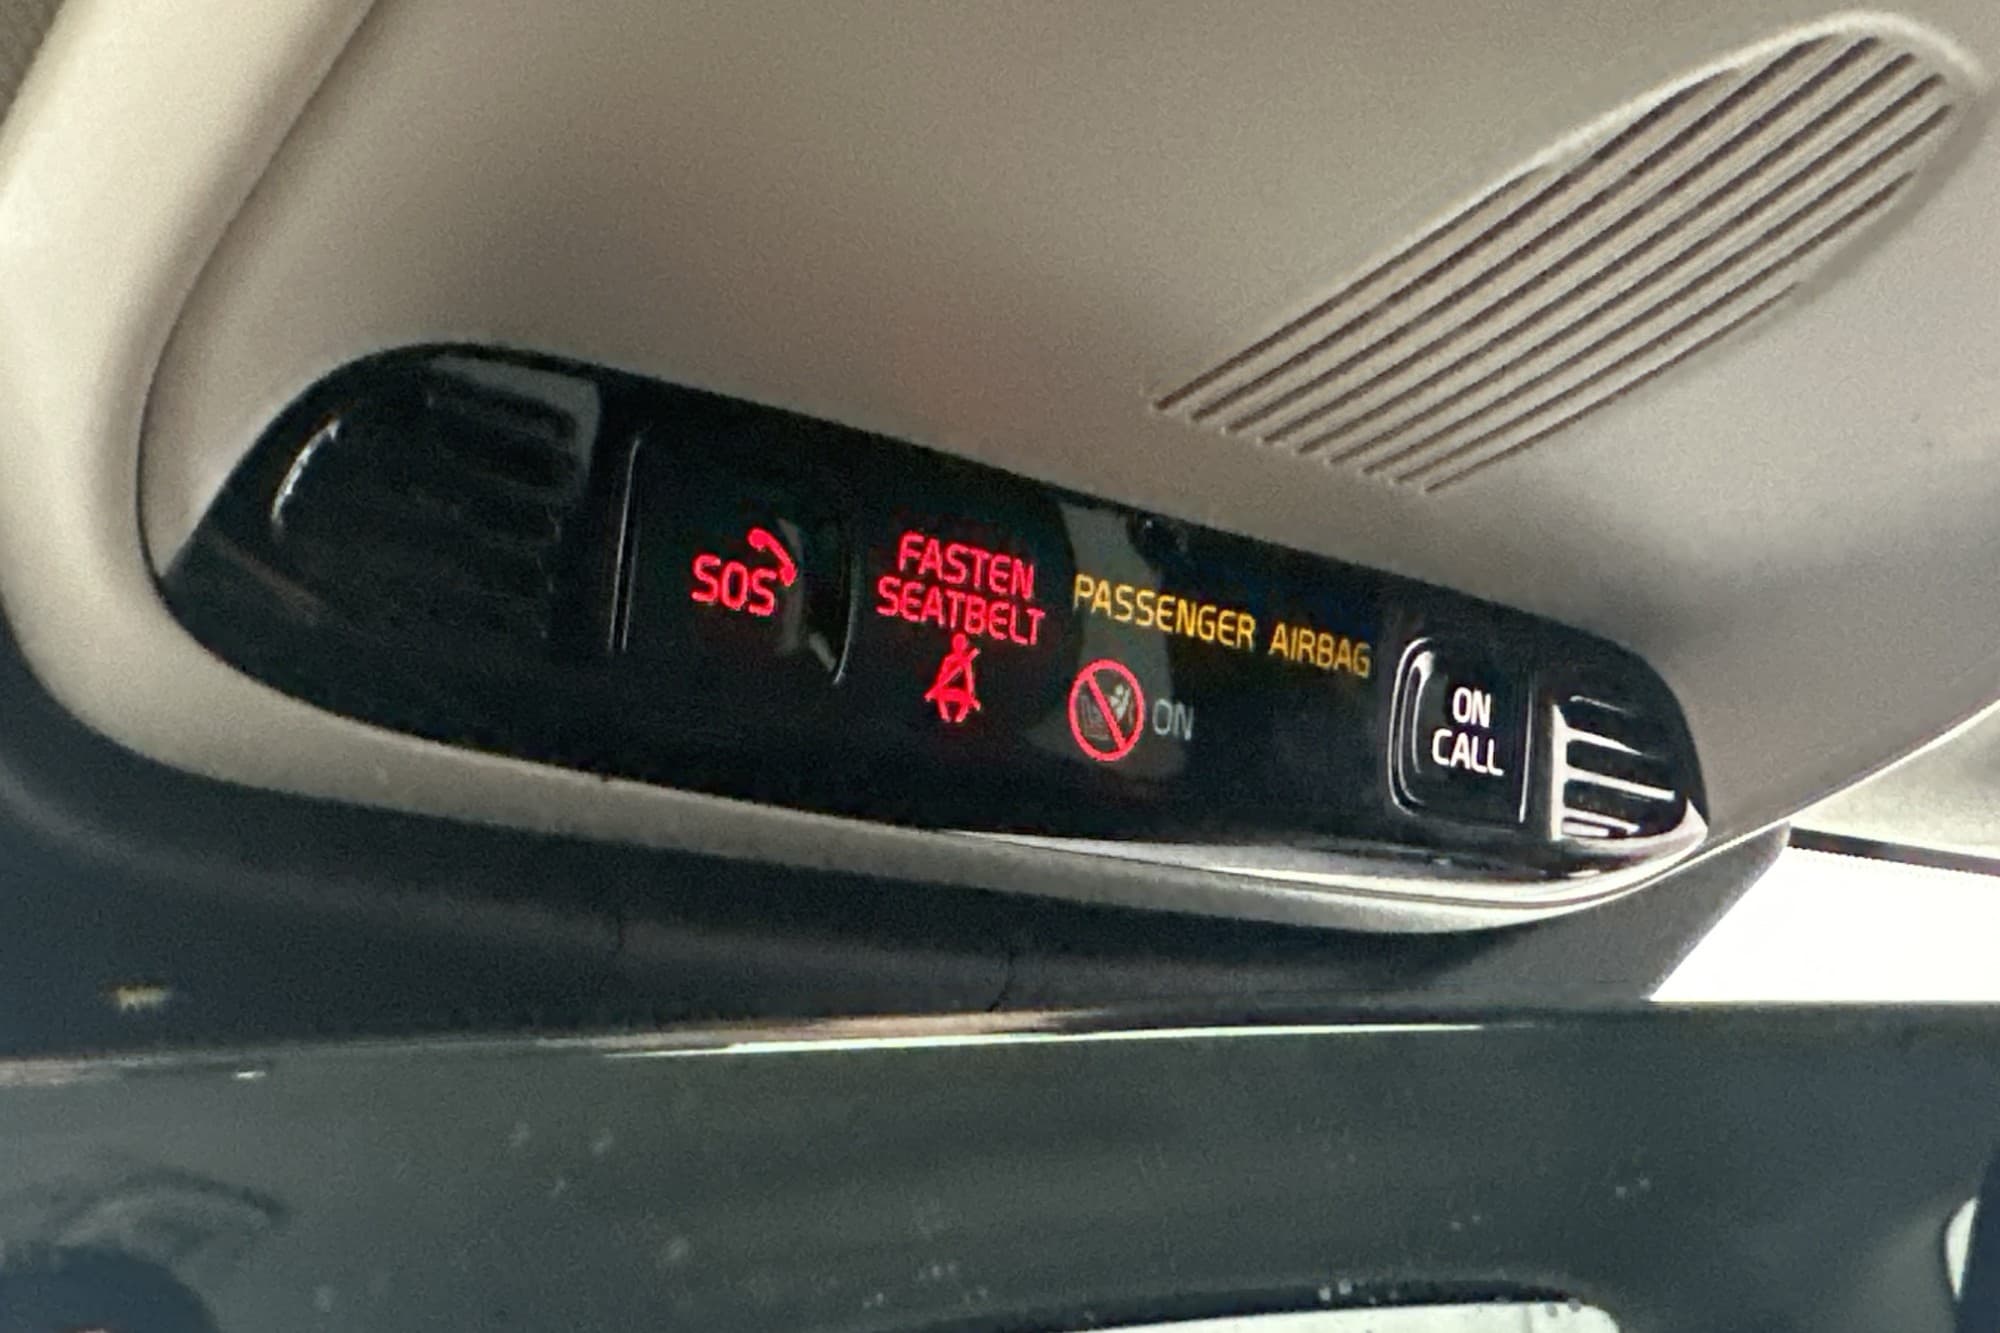 SOS
FASTEN
SEATBELT
PASSENGER AIRBAG
ON
ON
CALL